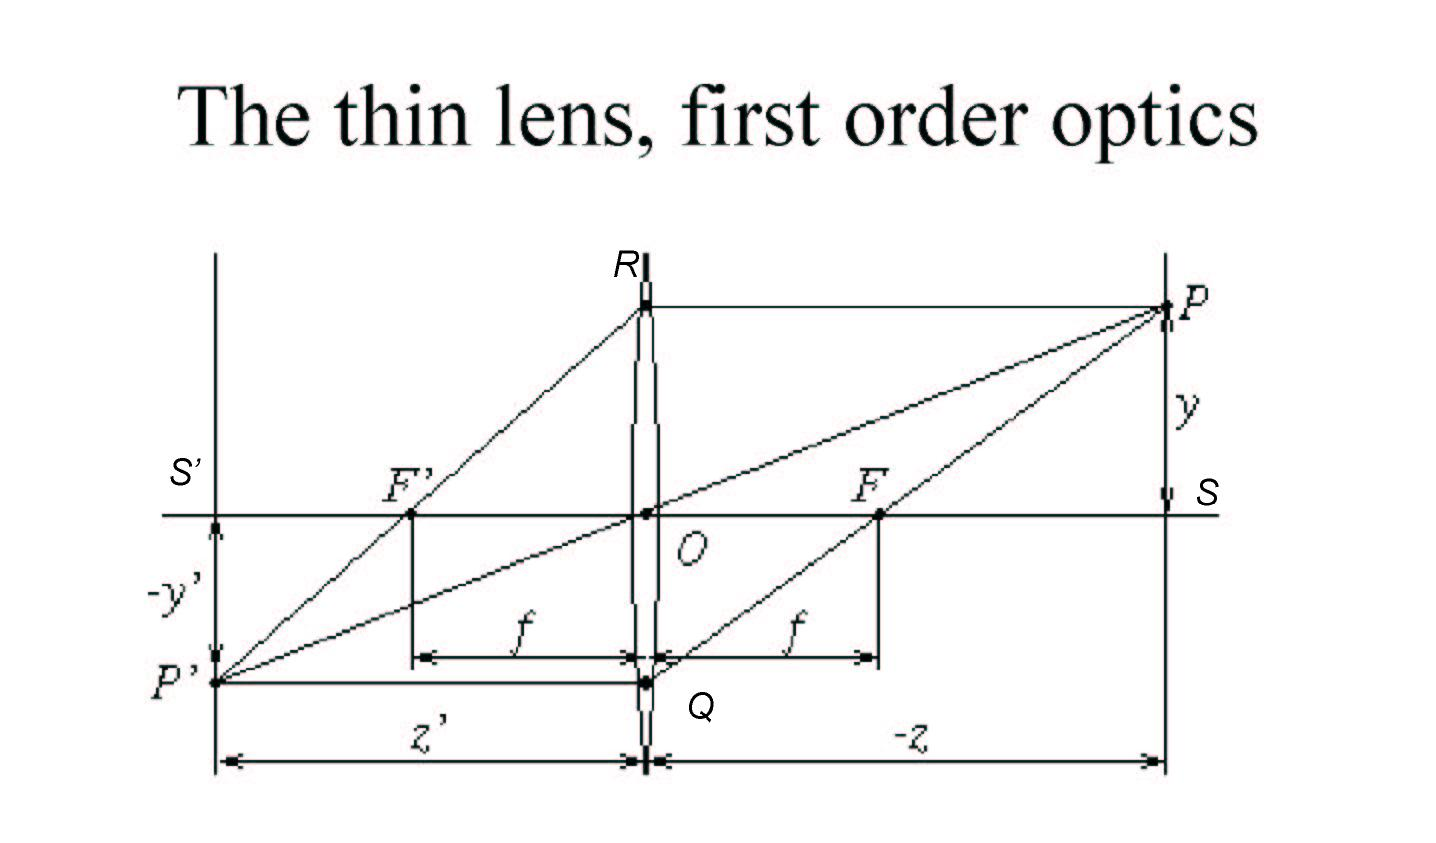 The thin lens, first order optics
R
P
y
S'
F'
F
S
O
-y'
f
f
P'
Q
z'
-z